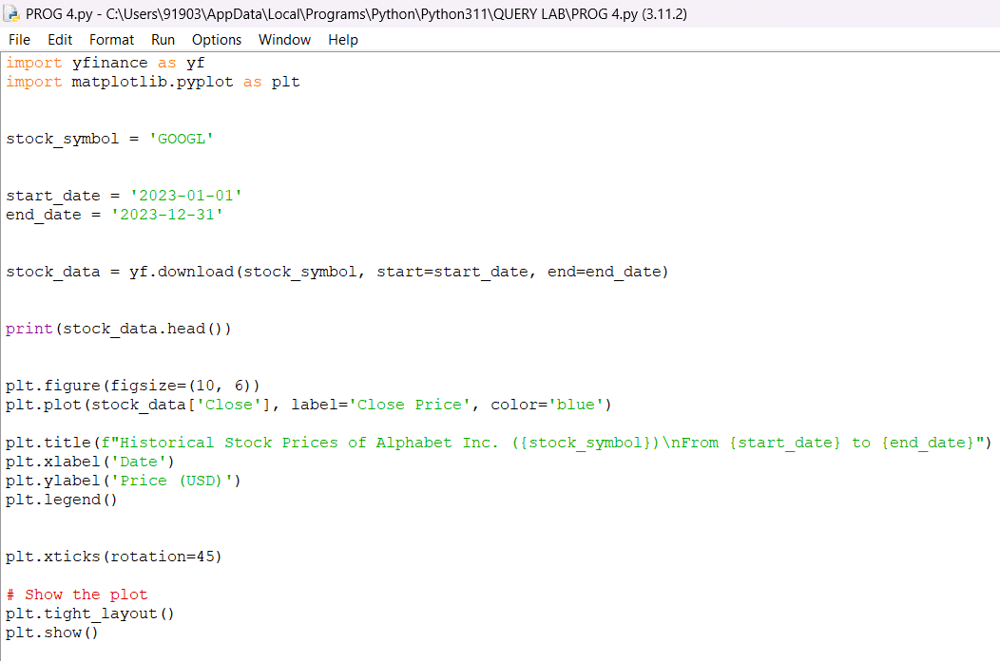 PROG 4.py - C:\Users\91903\AppData\Local\Programs\Python\Python311\QUERY LAB\PROG 4.py (3.11.2)
File Edit Format Run Options Window Help
import yfinance as yf
import matplotlib.pyplot as plt
stock_symbol = 'GOOGL'
start_date = '2023-01-01'
end_date = '2023-12-31'
stock_data = yf.download(stock_symbol, start=start_date, end=end_date)
print(stock_data.head())
plt.figure(figsize=(10, 6))
plt.plot(stock_data['Close'], label='Close Price', color='blue')
plt.title(f"Historical Stock Prices of Alphabet Inc. ({stock_symbol})\nFrom {start_date} to {end_date}")
plt.xlabel('Date')
plt.ylabel('Price (USD)')
plt.legend()
plt.xticks(rotation=45)
# Show the plot
plt.tight_layout()
plt.show()